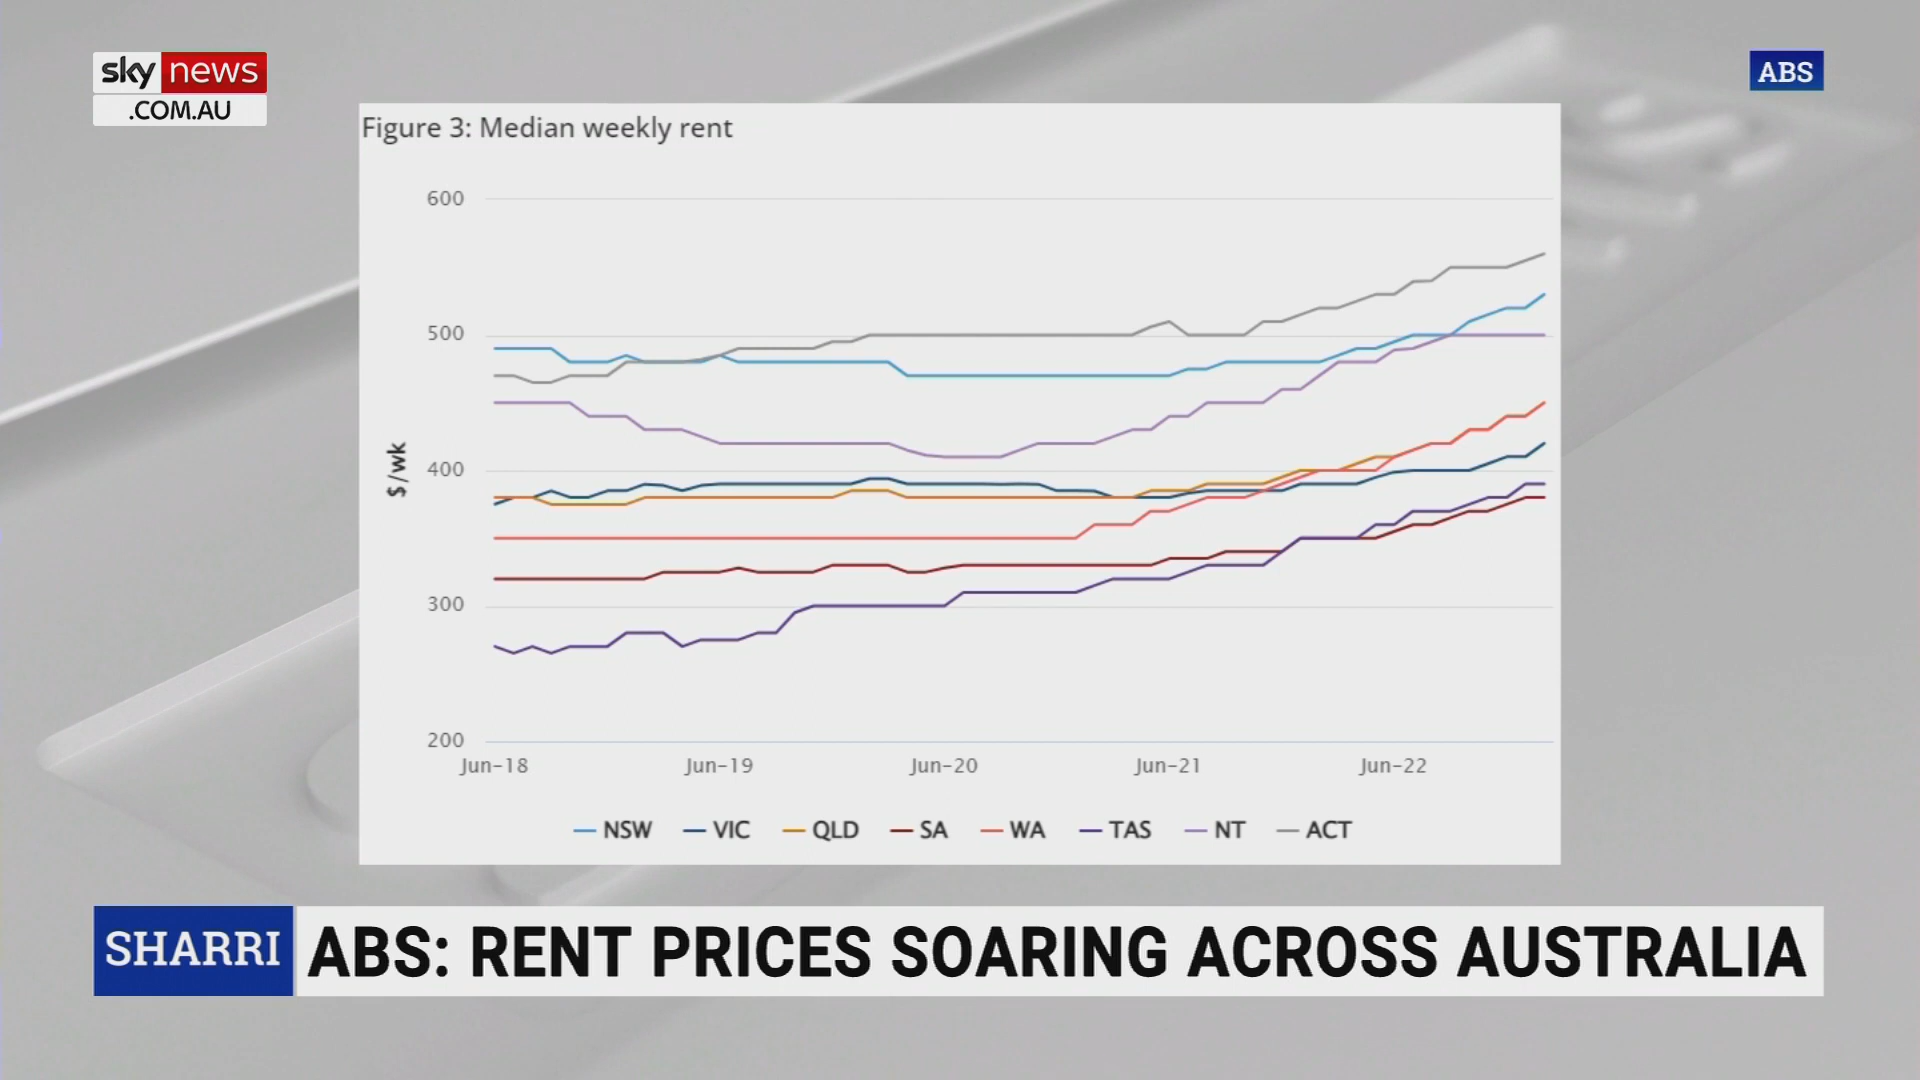 sky news
.COM.AU
ABS
Figure 3: Median weekly rent
600
500
$/wk
400
300
200
Jun-18 Jun-19 Jun-20 Jun-21 Jun-22
NSW VIC QLD SA WA TAS NT ACT
SHARRI
ABS: RENT PRICES SOARING ACROSS AUSTRALIA